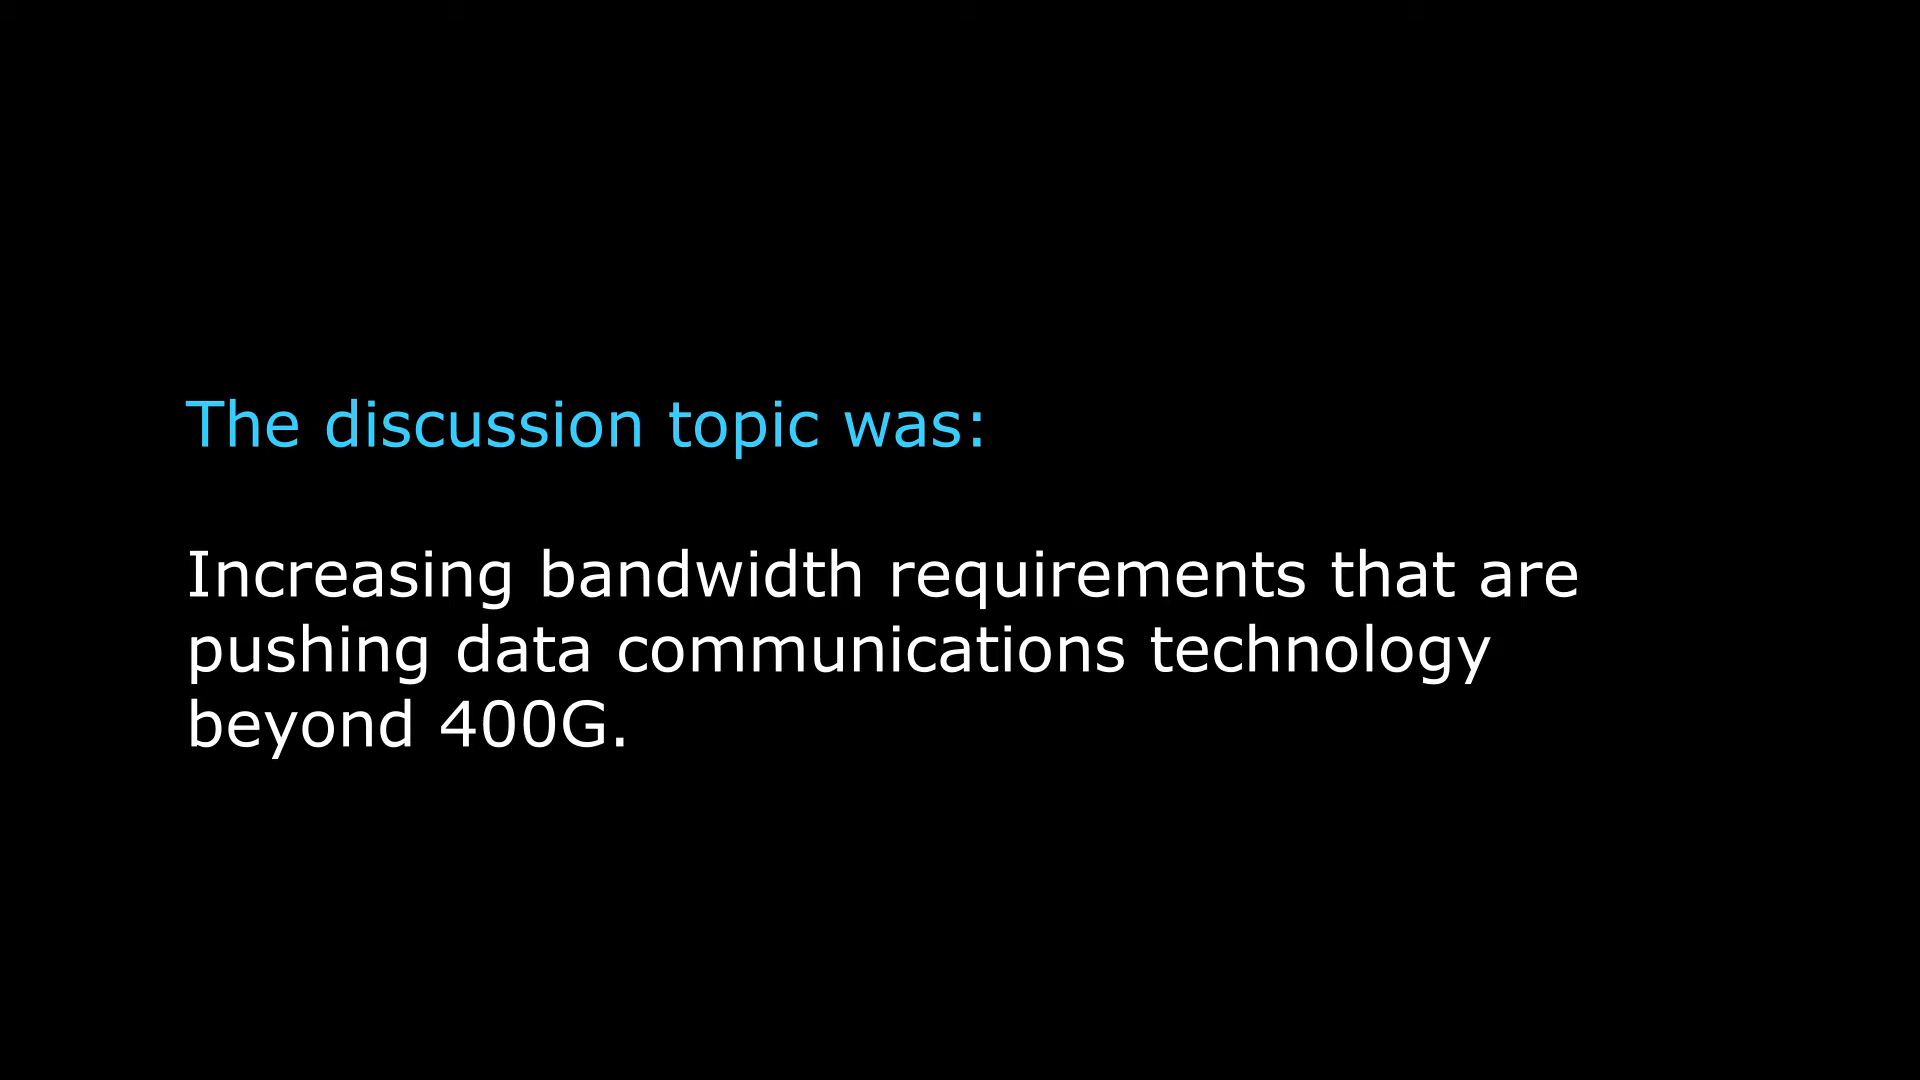 The discussion topic was:
Increasing bandwidth requirements that are
pushing data communications technology
beyond 400G.